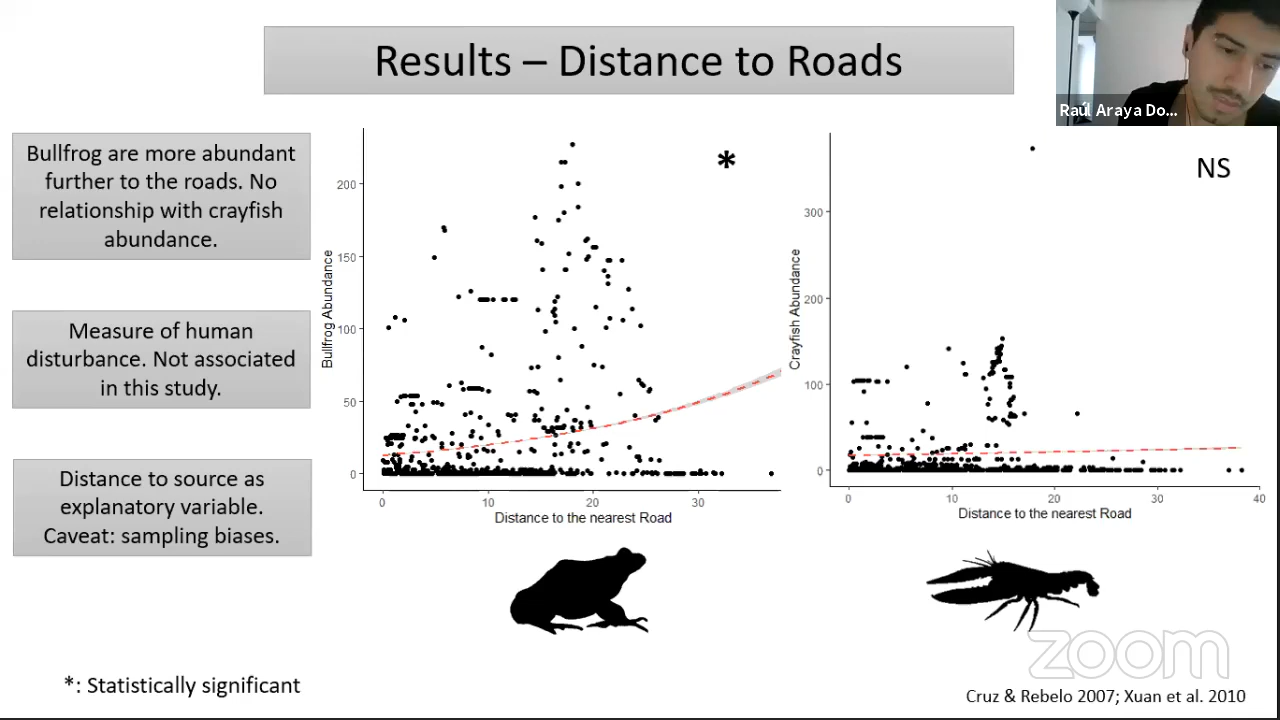 Results – Distance to Roads
Raúl Araya Do...
Bullfrog are more abundant
further to the roads. No
relationship with crayfish
abundance.
Measure of human
disturbance. Not associated
in this study.
Distance to source as
explanatory variable.
Caveat: sampling biases.
*
Bullfrog Abundance
200
150
100
50
0
0 10 20 30
Distance to the nearest Road
NS
Crayfish Abundance
300
200
100
0
0 10 20 30 40
Distance to the nearest Road
zoom
*: Statistically significant
Cruz & Rebelo 2007; Xuan et al. 2010